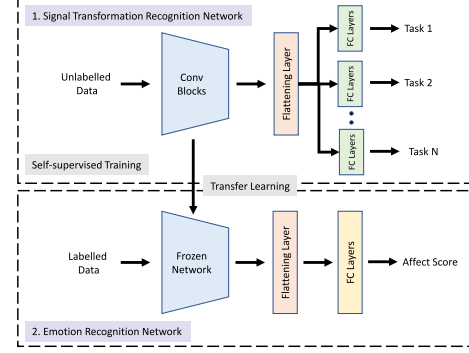 1. Signal Transformation Recognition Network
Unlabelled
Data
Conv
Blocks
Flattening Layer
FC Layers
Task 1
FC Layers
Task 2
FC Layers
Task N
Self-supervised Training
Transfer Learning
Labelled
Data
Frozen
Network
Flattening Layer
FC Layers
Affect Score
2. Emotion Recognition Network